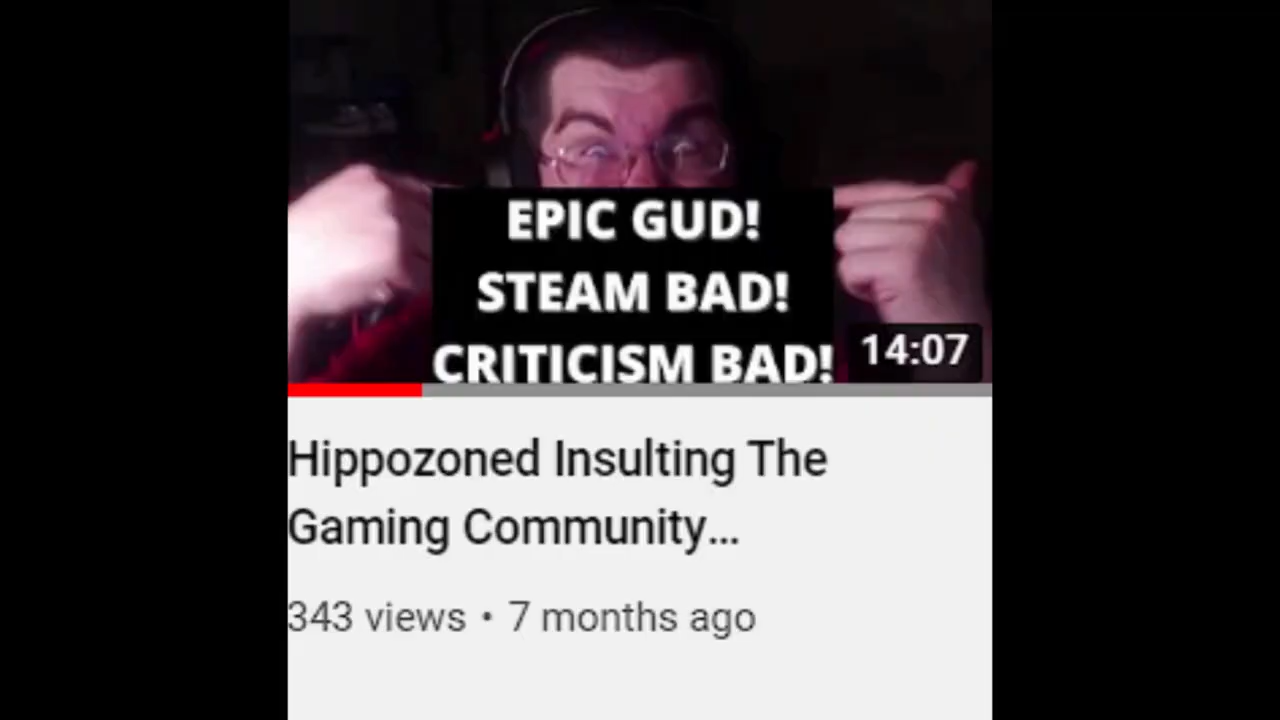 EPIC GUD!
STEAM BAD!
CRITICISM BAD!
14:07
Hippozoned Insulting The
Gaming Community...
343 views • 7 months ago